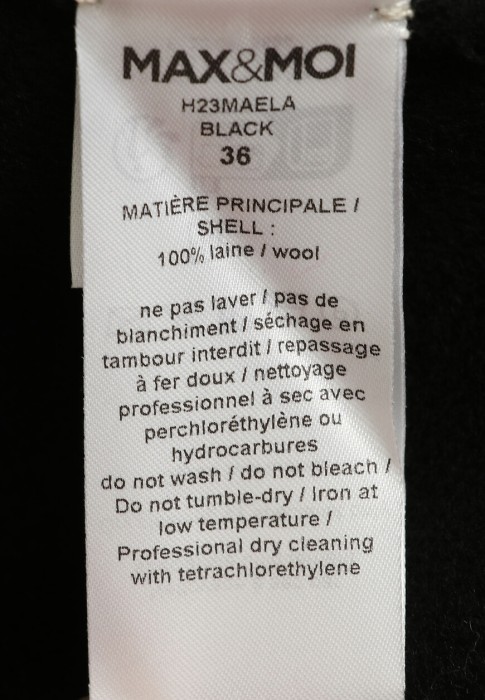 MAX&MOI
H23MAELA
BLACK
36
MATIÈRE PRINCIPALE /
SHELL :
100% laine / wool
ne pas laver / pas de
blanchiment / séchage en
tambour interdit / repassage
à fer doux / nettoyage
professionnel à sec avec
perchloréthylène ou
hydrocarbures
do not wash / do not bleach /
Do not tumble-dry / Iron at
low temperature /
Professional dry cleaning
with tetrachlorethylene